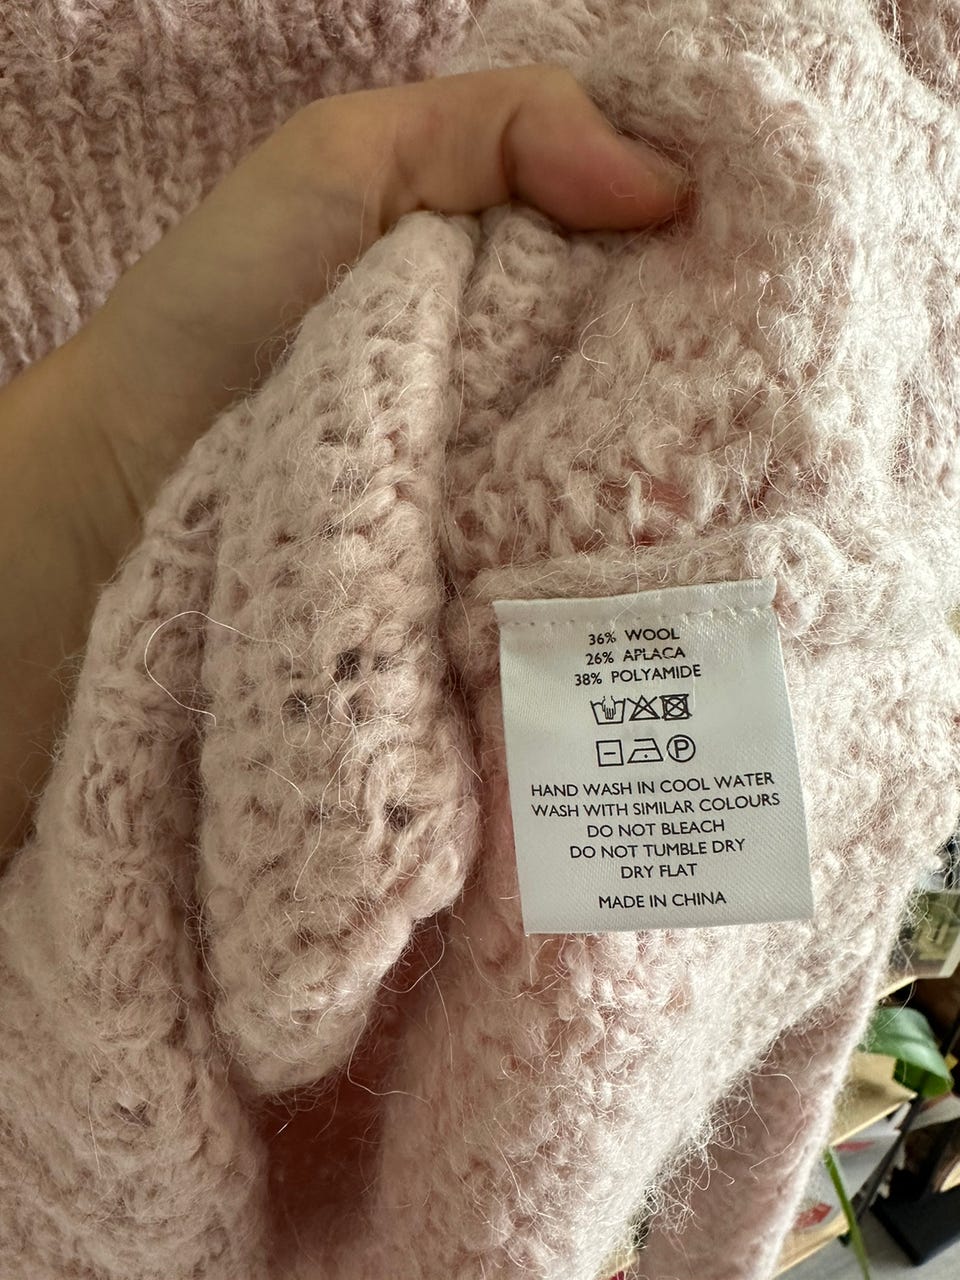 36% WOOL
26% APLACA
38% POLYAMIDE
P
HAND WASH IN COOL WATER
WASH WITH SIMILAR COLOURS
DO NOT BLEACH
DO NOT TUMBLE DRY
DRY FLAT
MADE IN CHINA